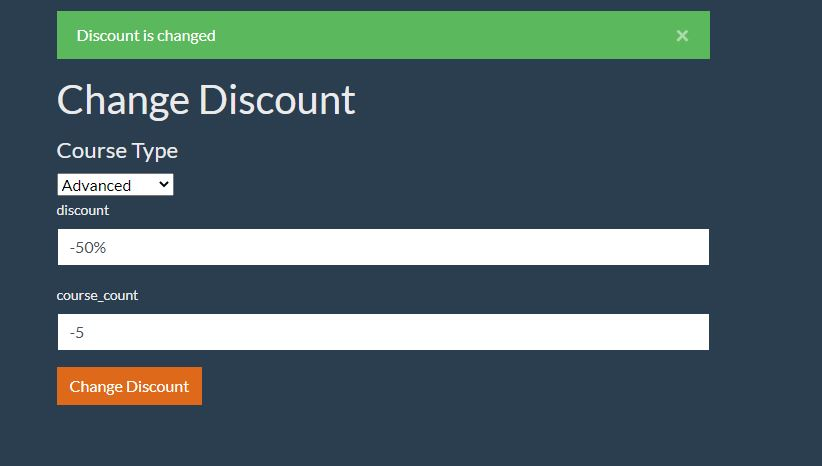 Discount is changed ×
Change Discount
Course Type
Advanced
discount
-50%
course_count
-5
Change Discount